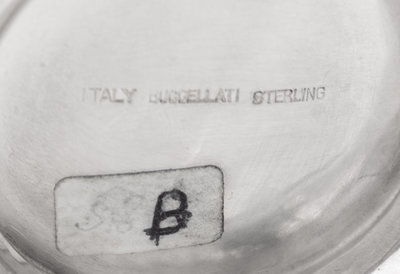 ITALY BUCCELLATI STERLING
B